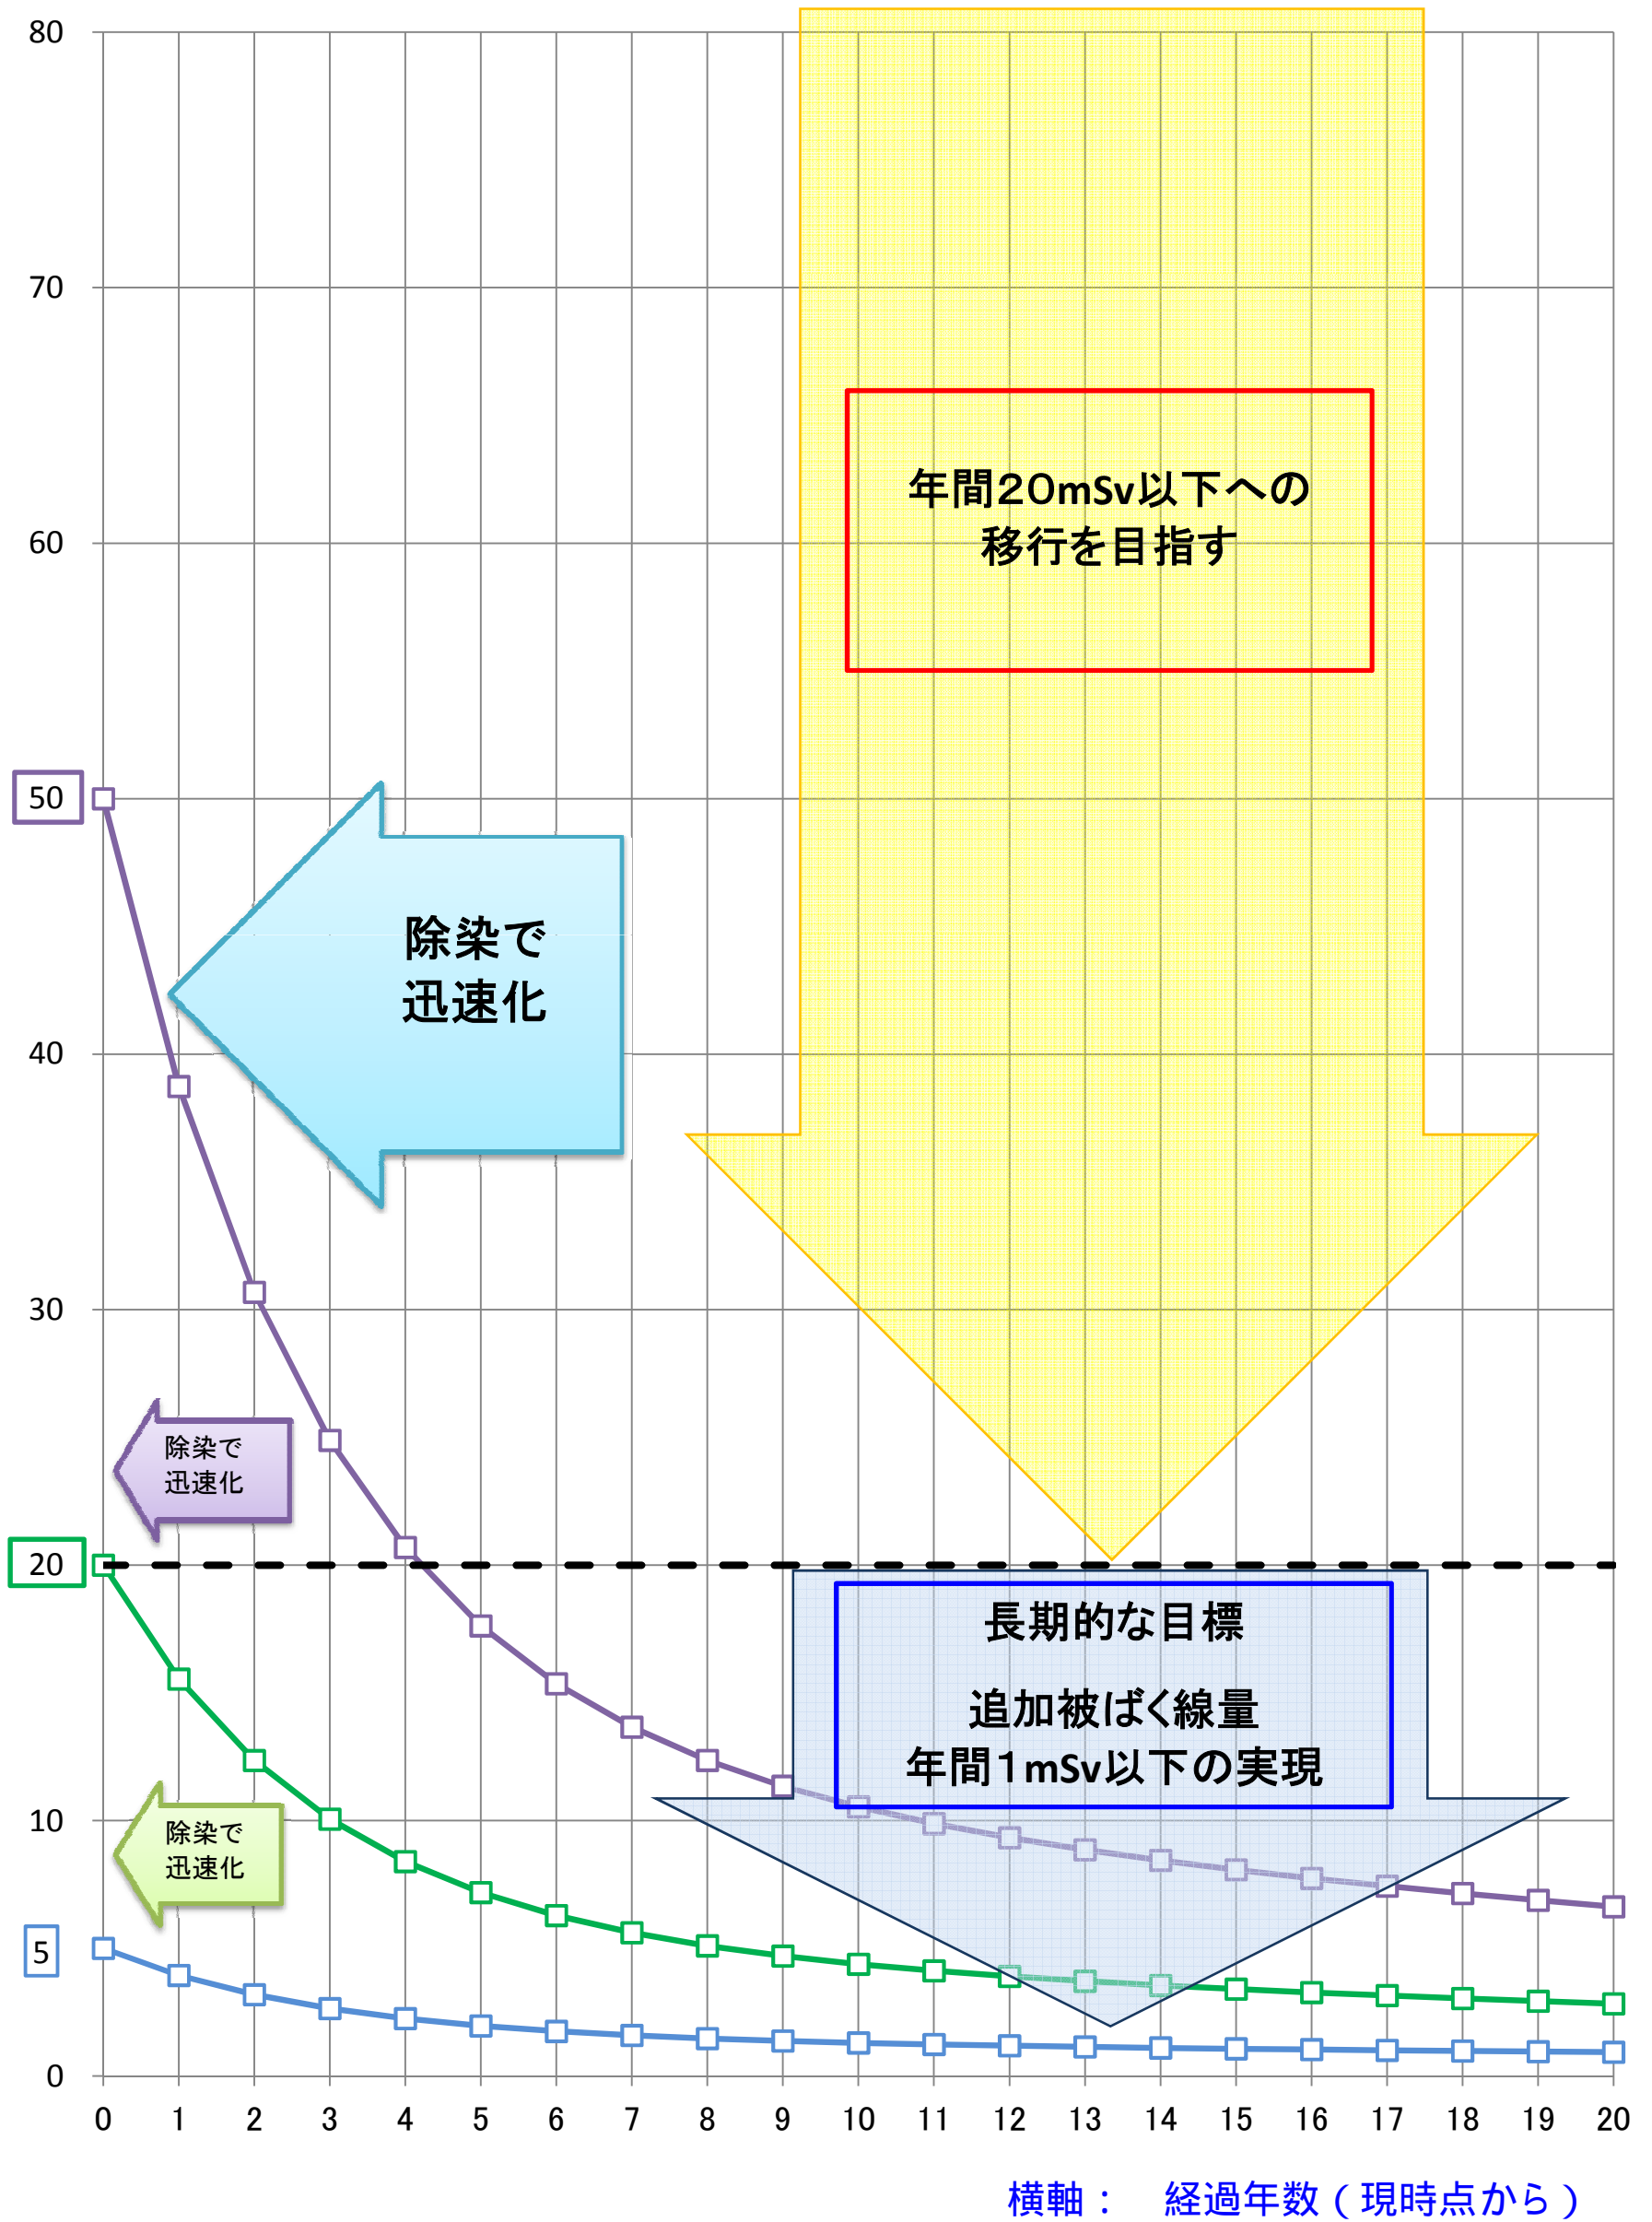 80
70
60
50
40
30
20
10
5
0
年間20mSv以下への
移行を目指す
除染で
迅速化
除染で
迅速化
長期的な目標
追加被ばく線量
年間1mSv以下の実現
除染で
迅速化
0 1 2 3 4 5 6 7 8 9 10 11 12 13 14 15 16 17 18 19 20
横軸： 経過年数（現時点から）